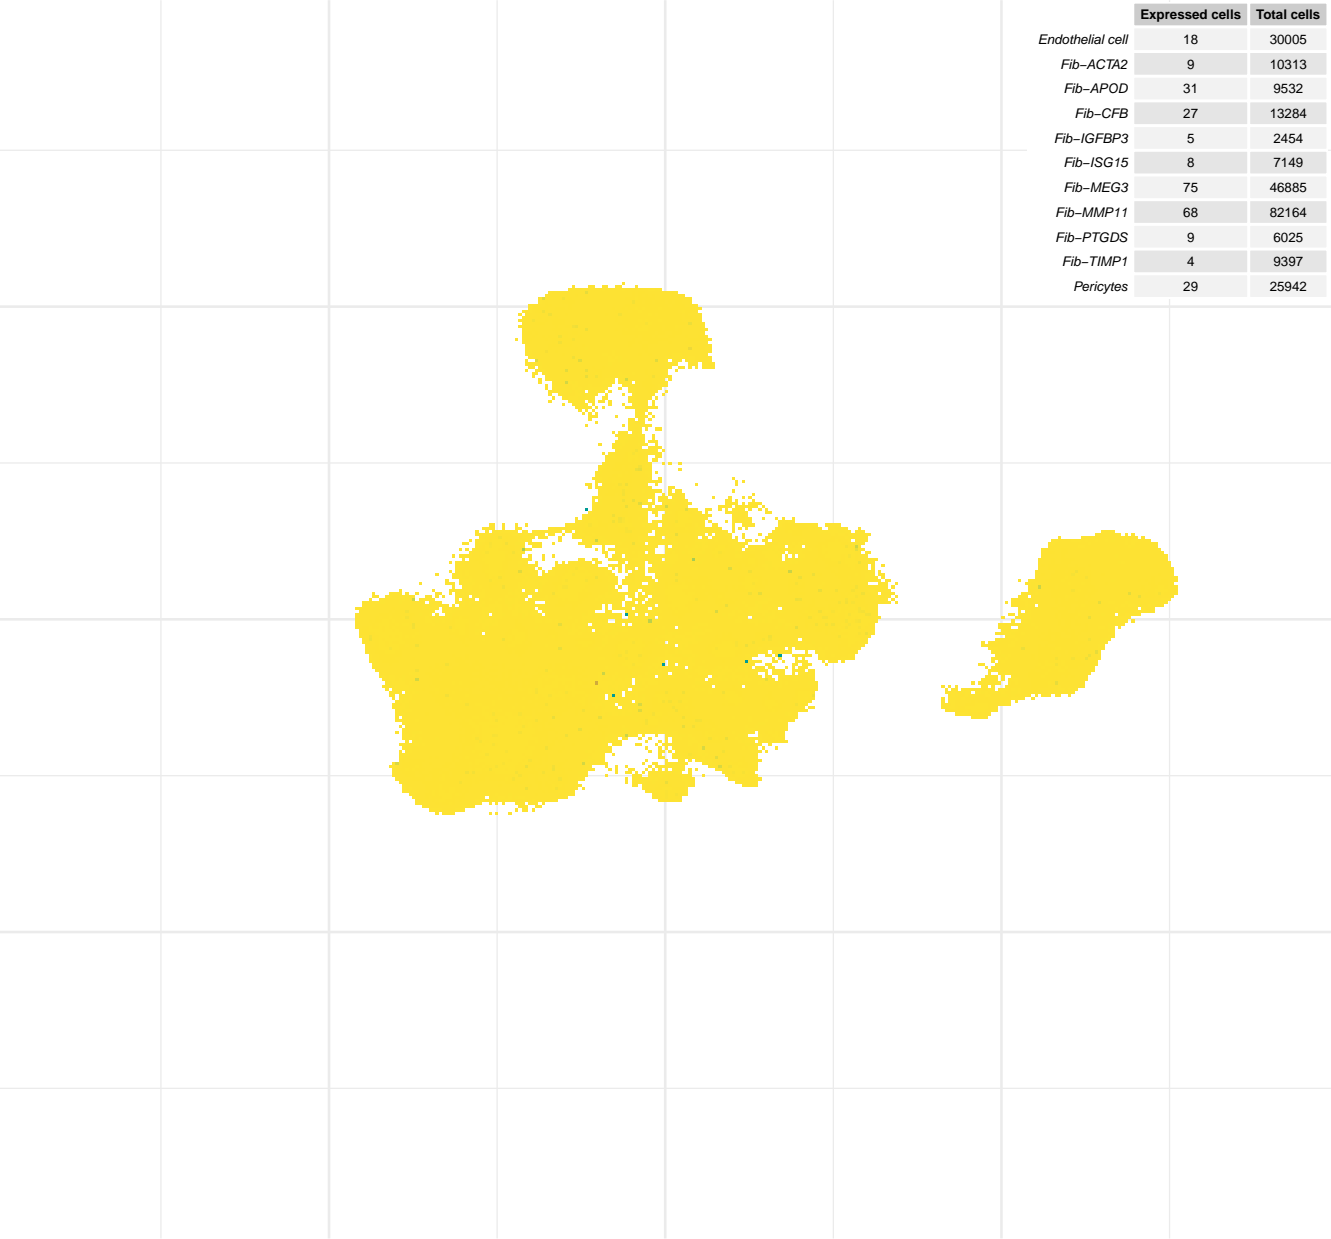 Expressed cells Total cells
Endothelial cell 18 30005
Fib−ACTA2 9 10313
Fib−APOD 31 9532
Fib−CFB 27 13284
Fib−IGFBP3 5 2454
Fib−ISG15 8 7149
Fib−MEG3 75 46885
Fib−MMP11 68 82164
Fib−PTGDS 9 6025
Fib−TIMP1 4 9397
Pericytes 29 25942